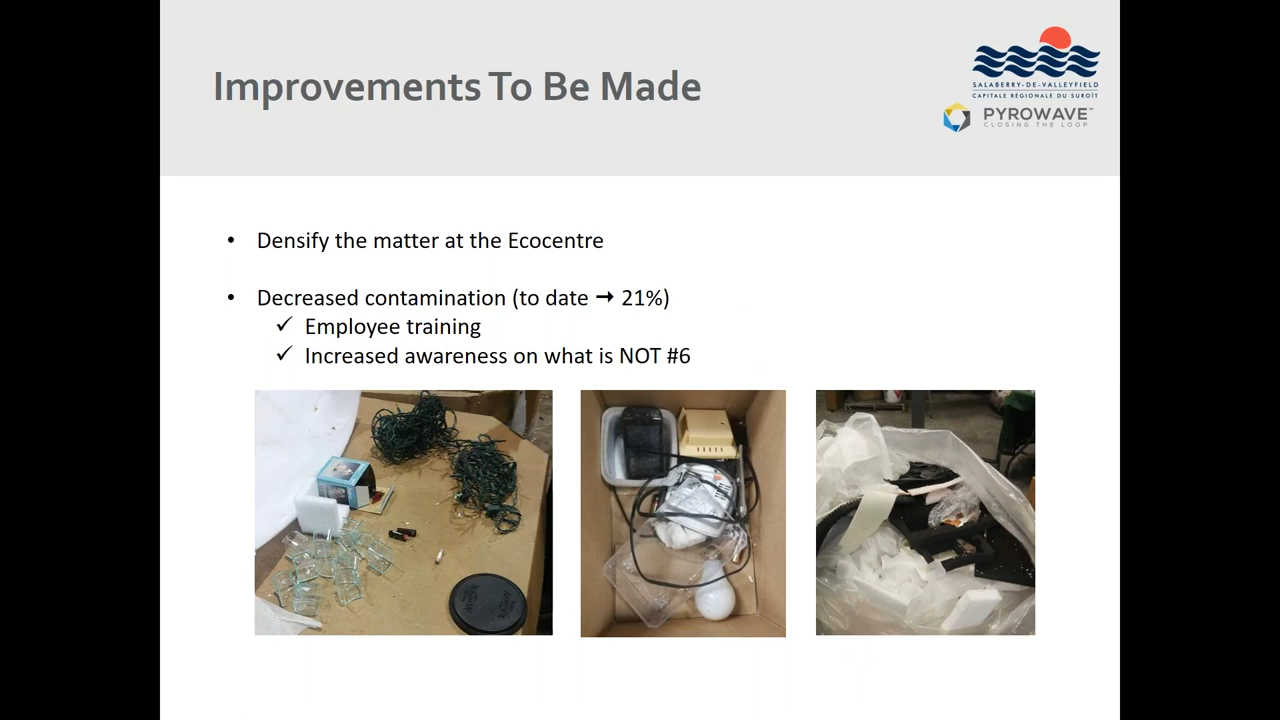 Improvements To Be Made
SALABERRY-DE-VALLEYFIELD
CAPITALE RÉGIONALE DU SUROÎT
PYROWAVE™
CLOSING THE LOOP
• Densify the matter at the Ecocentre
• Decreased contamination (to date → 21%)
✓ Employee training
✓ Increased awareness on what is NOT #6